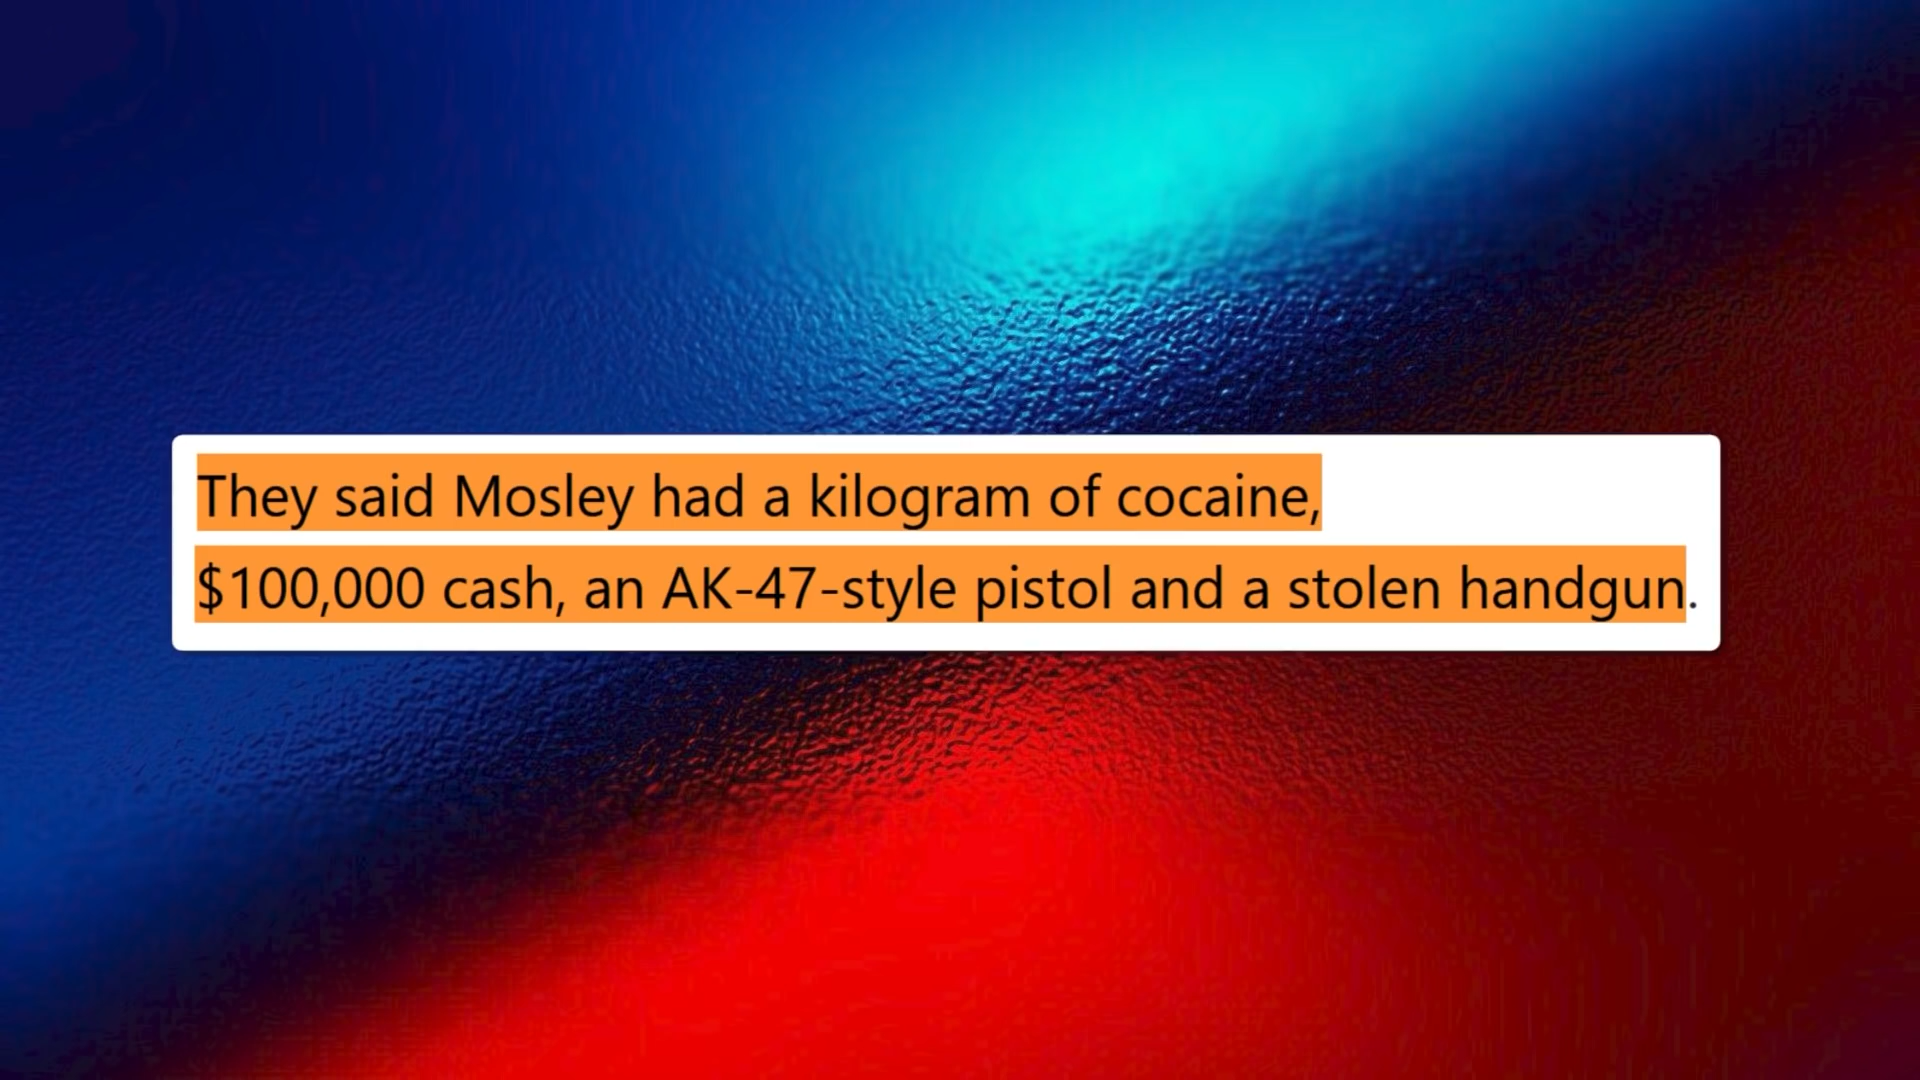 They said Mosley had a kilogram of cocaine,
$100,000 cash, an AK-47-style pistol and a stolen handgun.